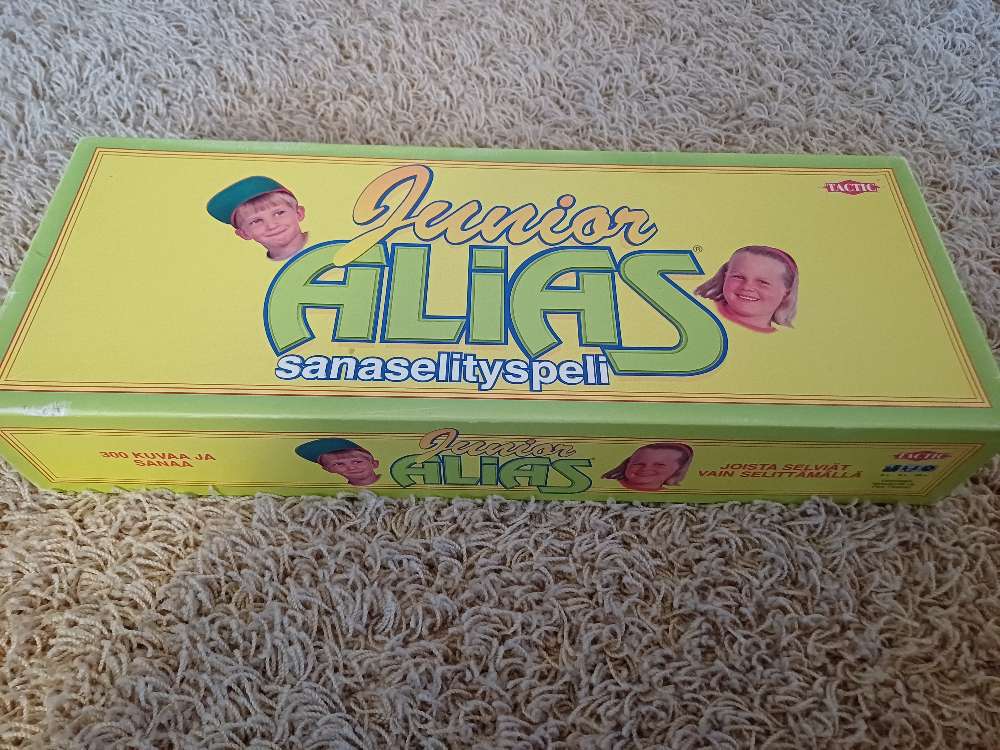 TACTIC
Junior
ALiAS®
sanaselityspeli
300 KUVAA JA
SANAA
Junior
ALiAS
JOISTA SELVIÄT
VAIN SELITTÄMÄLLÄ
TACTIC